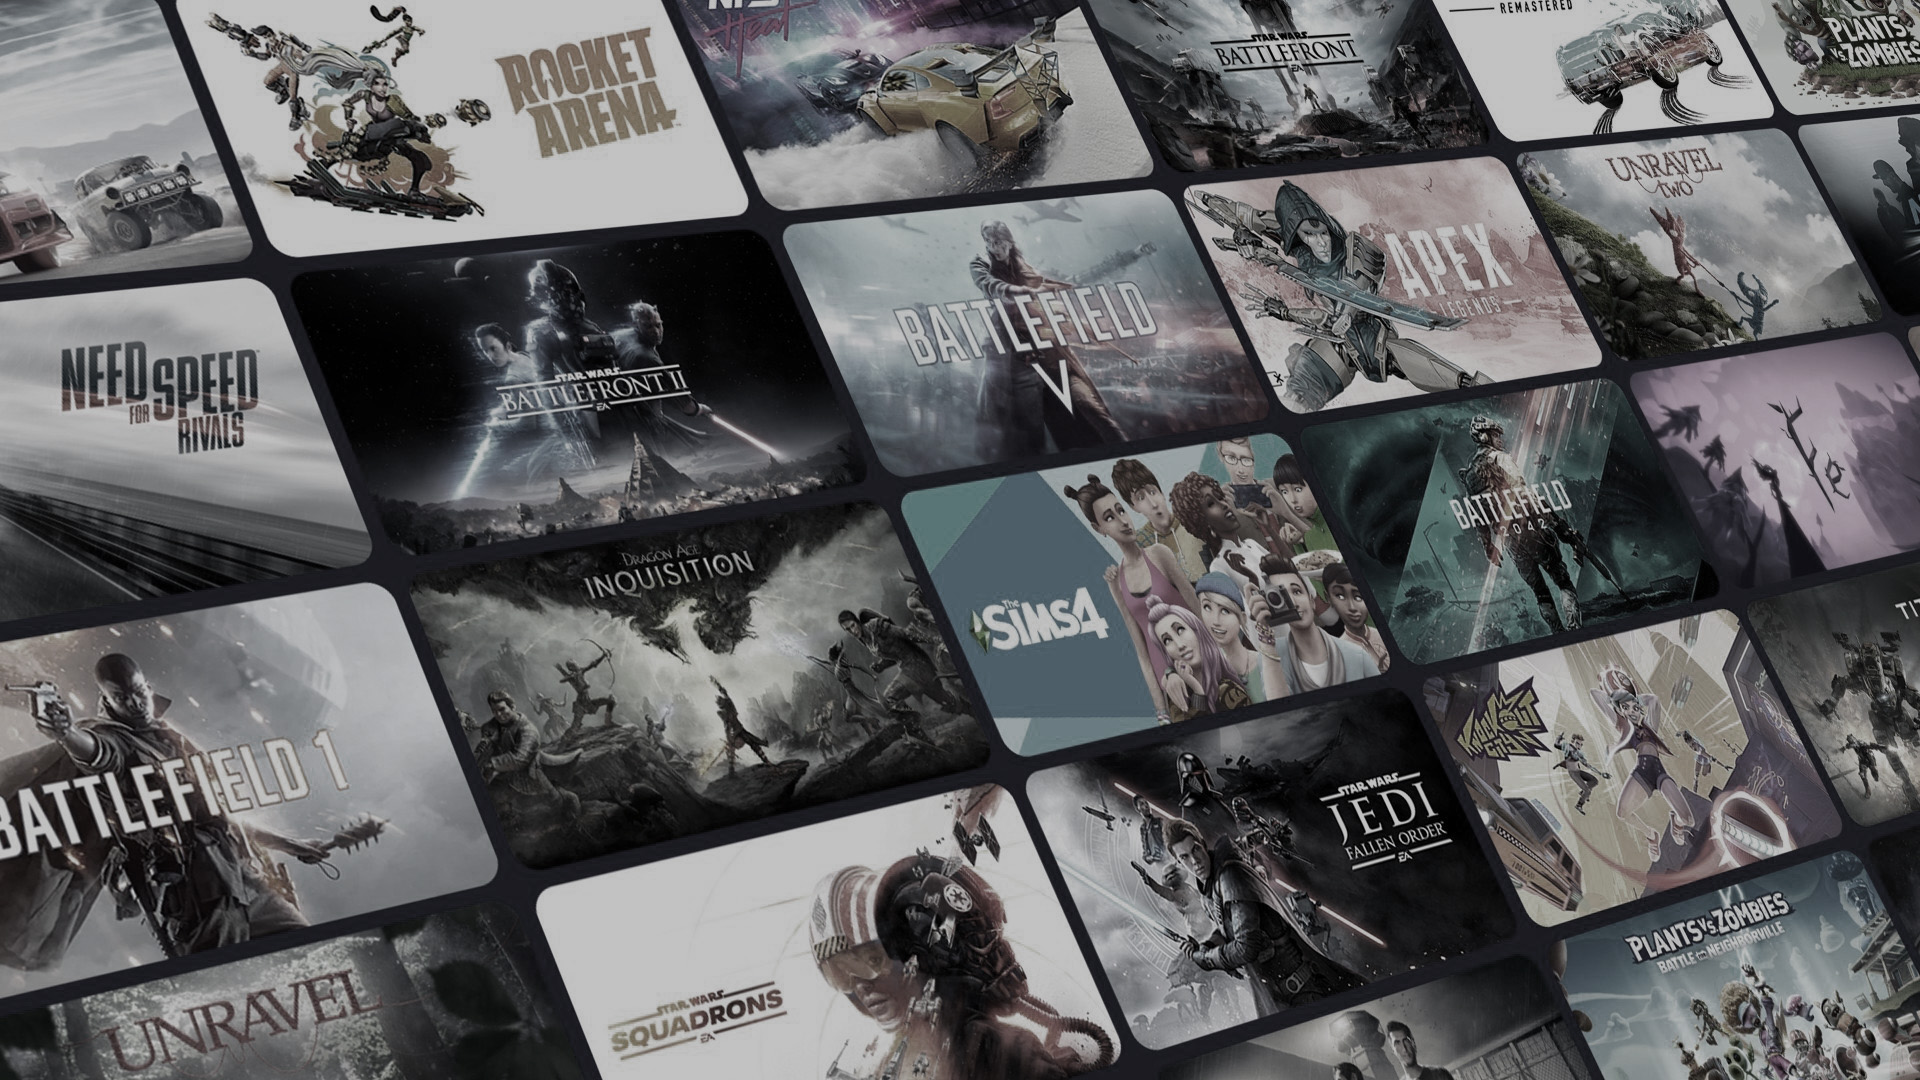 ROCKET
ARENA
Heat
STAR WARS
BATTLEFRONT
EA
REMASTERED
PLANTS
VS.
ZOMBIES
NEED
FOR
SPEED
RIVALS
STAR WARS
BATTLEFRONT II
EA
BATTLEFIELD
V
APEX
LEGENDS
UNRAVEL
TWO
BATTLEFIELD 1
DRAGON AGE
INQUISITION
The
SIMS4
BATTLEFIELD
2042
Fe
UNRAVEL
STAR WARS
SQUADRONS
EA
STAR WARS
JEDI
FALLEN ORDER
EA
KNOCKOUT
CITY
PLANTS VS. ZOMBIES
BATTLE FOR NEIGHBORVILLE